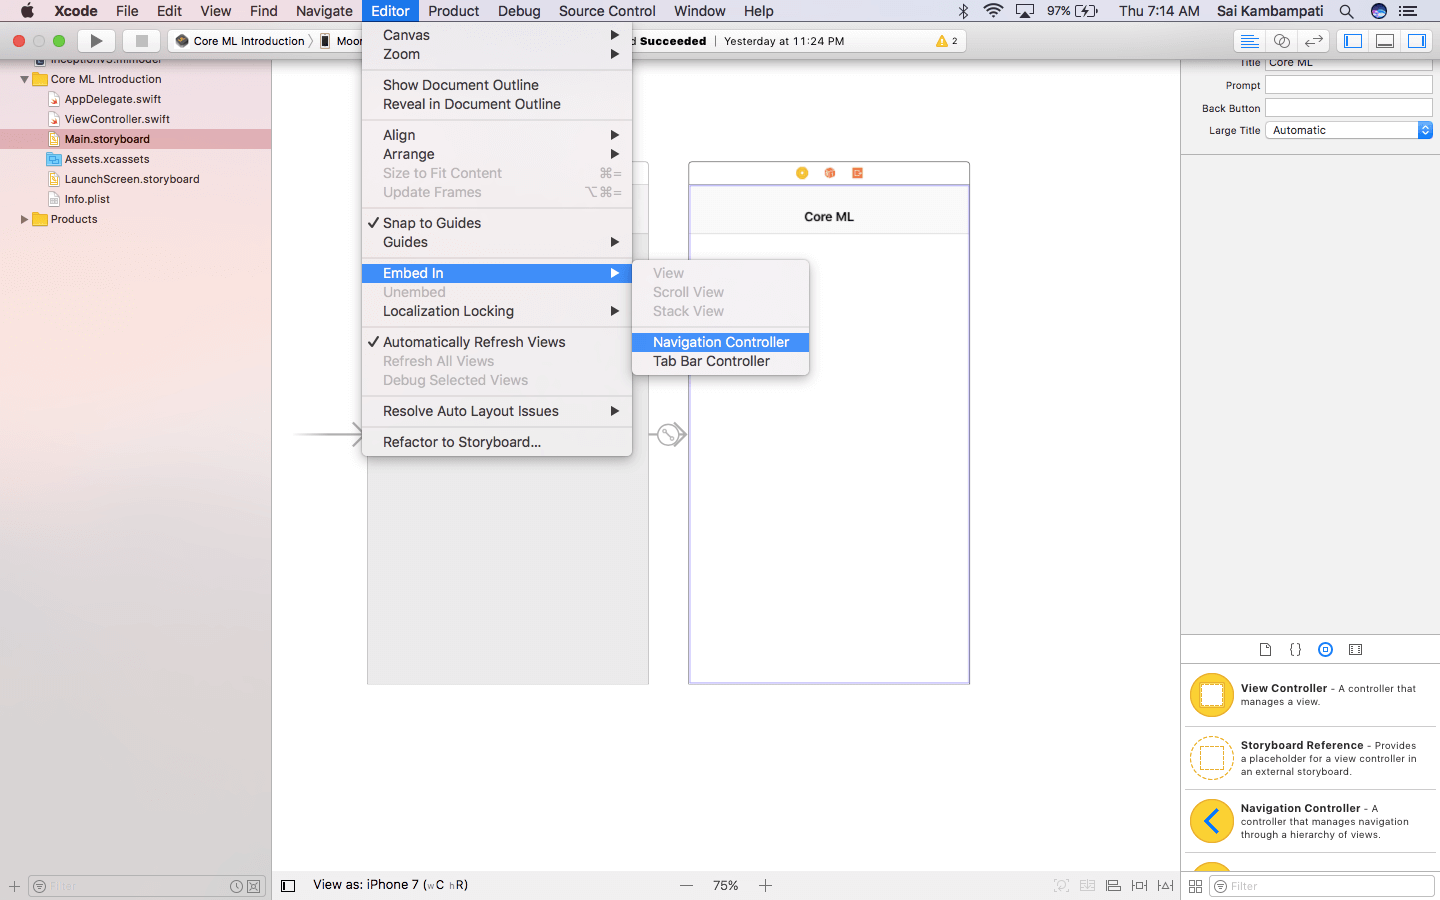 Xcode File Edit View Find Navigate Editor Product Debug Source Control Window Help 97% Thu 7:14 AM Sai Kambampati
Core ML Introduction Moon
Succeeded | Yesterday at 11:24 PM 2
Core ML Introduction
AppDelegate.swift
ViewController.swift
Main.storyboard
Assets.xcassets
LaunchScreen.storyboard
Info.plist
Products
Filter
Canvas
Zoom
Show Document Outline
Reveal in Document Outline
Align
Arrange
Size to Fit Content ⌘=
Update Frames ⌥⌘=
✓ Snap to Guides
Guides
Embed In
Unembed
Localization Locking
✓ Automatically Refresh Views
Refresh All Views
Debug Selected Views
Resolve Auto Layout Issues
Refactor to Storyboard...
View
Scroll View
Stack View
Navigation Controller
Tab Bar Controller
Core ML
View as: iPhone 7 (wC hR)
— 75% +
Title Core ML
Prompt
Back Button
Large Title Automatic
{}
View Controller - A controller that
manages a view.
Storyboard Reference - Provides
a placeholder for a view controller in
an external storyboard.
Navigation Controller - A
controller that manages navigation
through a hierarchy of views.
Filter